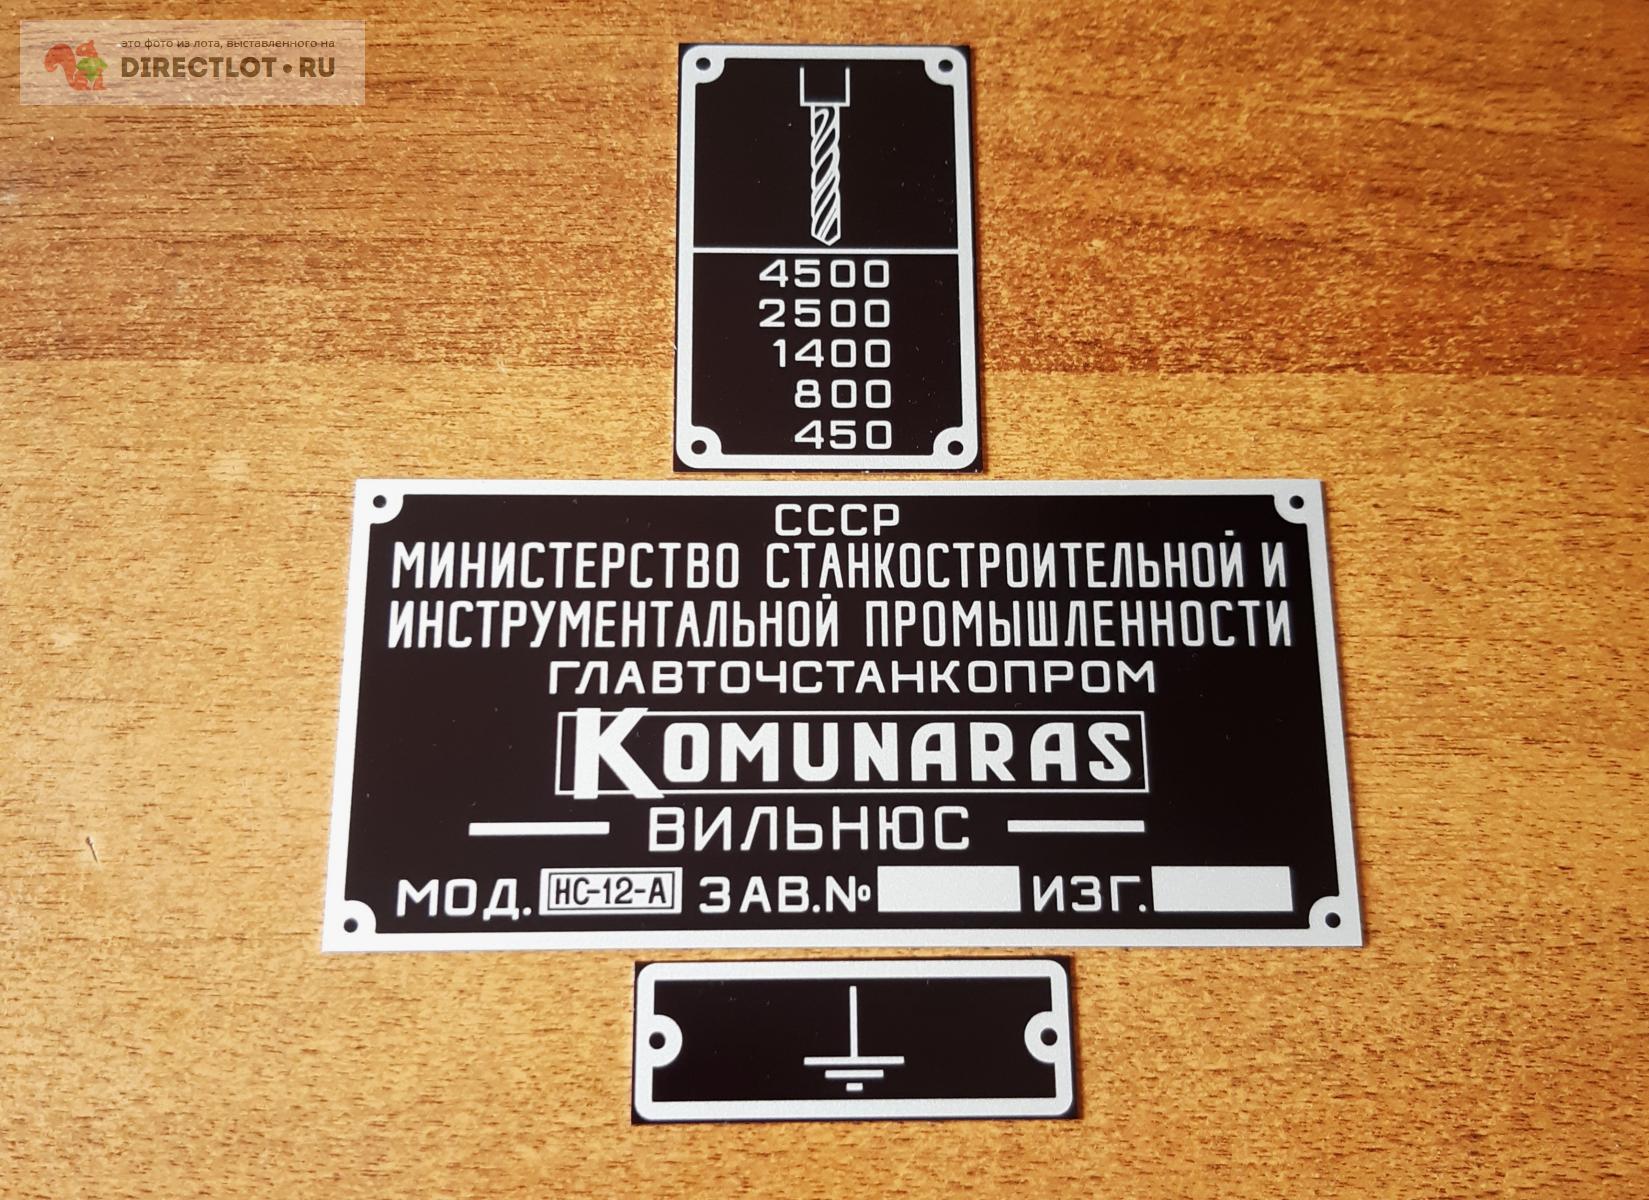 это фото из лота, выставленного на
DIRECTLOT•RU
4500
2500
1400
800
450
СССР
МИНИСТЕРСТВО СТАНКОСТРОИТЕЛЬНОЙ И
ИНСТРУМЕНТАЛЬНОЙ ПРОМЫШЛЕННОСТИ
ГЛАВТОЧСТАНКОПРОМ
KOMUNARAS
ВИЛЬНЮС
МОД. НС-12-А ЗАВ.№ ИЗГ.